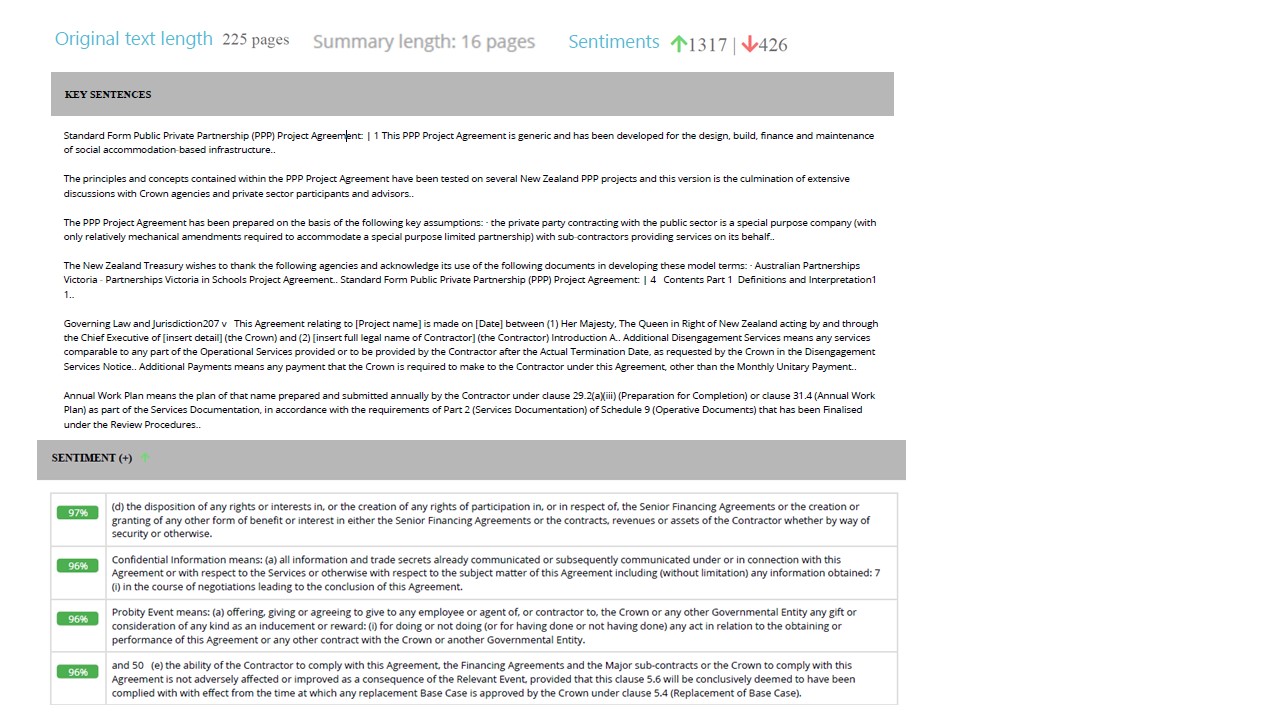 Original text length 225 pages Summary length: 16 pages Sentiments 1317 | 426
KEY SENTENCES
Standard Form Public Private Partnership (PPP) Project Agreement: | 1 This PPP Project Agreement is generic and has been developed for the design, build, finance and maintenance
of social accommodation-based infrastructure..
The principles and concepts contained within the PPP Project Agreement have been tested on several New Zealand PPP projects and this version is the culmination of extensive
discussions with Crown agencies and private sector participants and advisors..
The PPP Project Agreement has been prepared on the basis of the following key assumptions: · the private party contracting with the public sector is a special purpose company (with
only relatively mechanical amendments required to accommodate a special purpose limited partnership) with sub-contractors providing services on its behalf..
The New Zealand Treasury wishes to thank the following agencies and acknowledge its use of the following documents in developing these model terms: · Australian Partnerships
Victoria - Partnerships Victoria in Schools Project Agreement.. Standard Form Public Private Partnership (PPP) Project Agreement: | 4 Contents Part 1 Definitions and Interpretation1
1..
Governing Law and Jurisdiction207 v This Agreement relating to [Project name] is made on [Date] between (1) Her Majesty, The Queen in Right of New Zealand acting by and through
the Chief Executive of [insert detail] (the Crown) and (2) [insert full legal name of Contractor] (the Contractor) Introduction A.. Additional Disengagement Services means any services
comparable to any part of the Operational Services provided or to be provided by the Contractor after the Actual Termination Date, as requested by the Crown in the Disengagement
Services Notice.. Additional Payments means any payment that the Crown is required to make to the Contractor under this Agreement, other than the Monthly Unitary Payment..
Annual Work Plan means the plan of that name prepared and submitted annually by the Contractor under clause 29.2(a)(iii) (Preparation for Completion) or clause 31.4 (Annual Work
Plan) as part of the Services Documentation, in accordance with the requirements of Part 2 (Services Documentation) of Schedule 9 (Operative Documents) that has been Finalised
under the Review Procedures..
SENTIMENT (+)
97% (d) the disposition of any rights or interests in, or the creation of any rights of participation in, or in respect of, the Senior Financing Agreements or the creation or
granting of any other form of benefit or interest in either the Senior Financing Agreements or the contracts, revenues or assets of the Contractor whether by way of
security or otherwise.
96% Confidential Information means: (a) all information and trade secrets already communicated or subsequently communicated under or in connection with this
Agreement or with respect to the Services or otherwise with respect to the subject matter of this Agreement including (without limitation) any information obtained: 7
(i) in the course of negotiations leading to the conclusion of this Agreement.
96% Probity Event means: (a) offering, giving or agreeing to give to any employee or agent of, or contractor to, the Crown or any other Governmental Entity any gift or
consideration of any kind as an inducement or reward: (i) for doing or not doing (or for having done or not having done) any act in relation to the obtaining or
performance of this Agreement or any other contract with the Crown or another Governmental Entity.
96% and 50 (e) the ability of the Contractor to comply with this Agreement, the Financing Agreements and the Major sub-contracts or the Crown to comply with this
Agreement is not adversely affected or improved as a consequence of the Relevant Event, provided that this clause 5.6 will be conclusively deemed to have been
complied with with effect from the time at which any replacement Base Case is approved by the Crown under clause 5.4 (Replacement of Base Case).